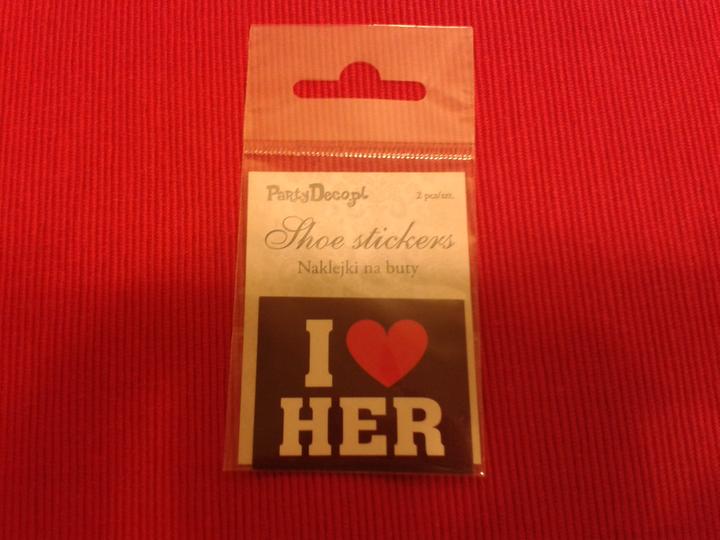 PartyDeco.pl
2 pcs/szt.
Shoe stickers
Naklejki na buty
I ♥
HER